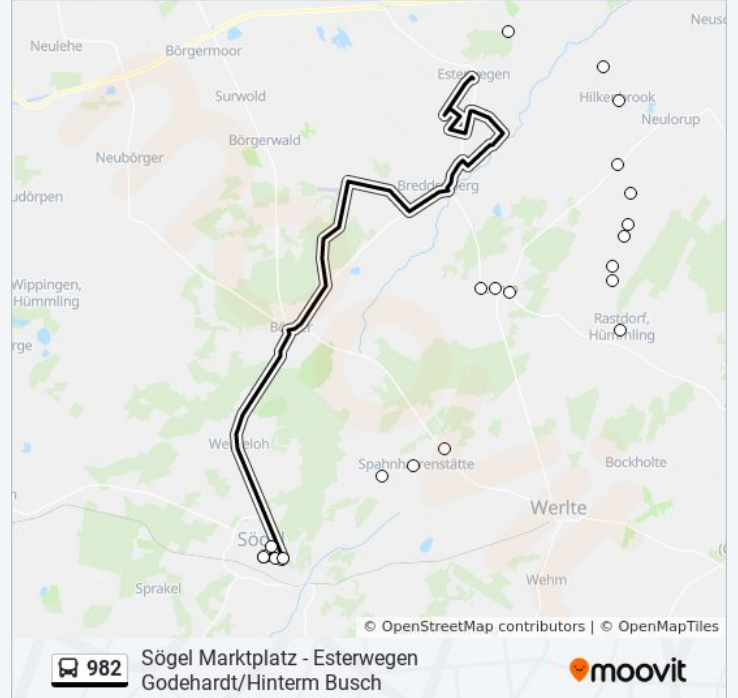 Neulehe
Börgermoor
Esterwegen
Surwold
Hilkenbrook
Neulorup
Börgerwald
Neubörger
udörpen
Breddenberg
Wippingen,
Hümmling
Rastdorf,
Hümmling
rge
Werpeloh
Spahnharrenstätte
Bockholte
Werlte
Sögel
Wehm
Sprakel
© OpenStreetMap contributors | © OpenMapTiles
982
Sögel Marktplatz - Esterwegen
Godehardt/Hinterm Busch
moovit